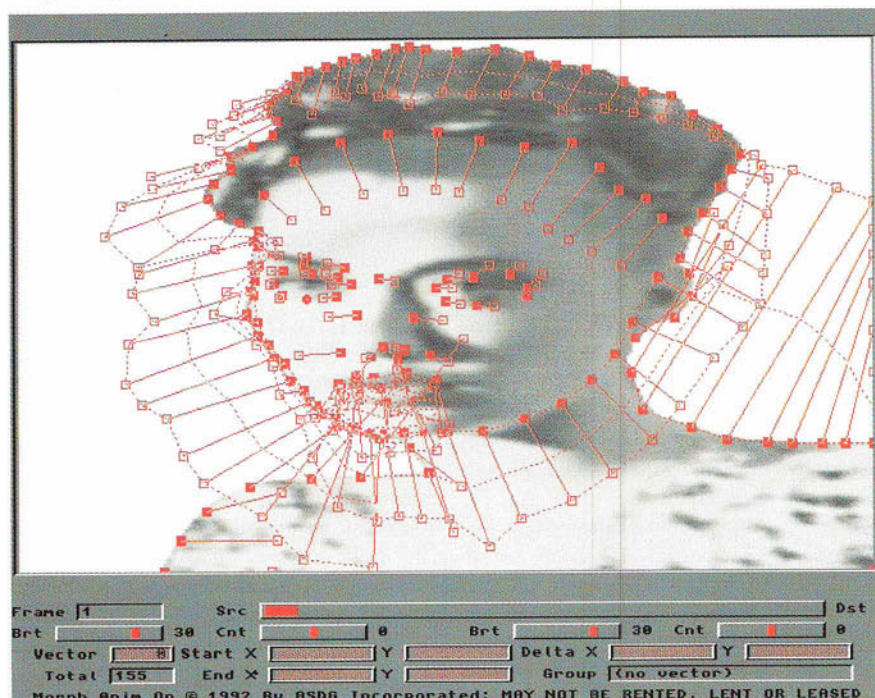 Frame 1 Src Dst
Brt 30 Cnt 0 Brt 30 Cnt 0
Vector 0 Start X Y Delta X Y
Total 155 End X Y Group (no vector)
Morph Anim Op © 1992 By ASDG Incorporated: MAY NOT BE RENTED, LENT OR LEASED